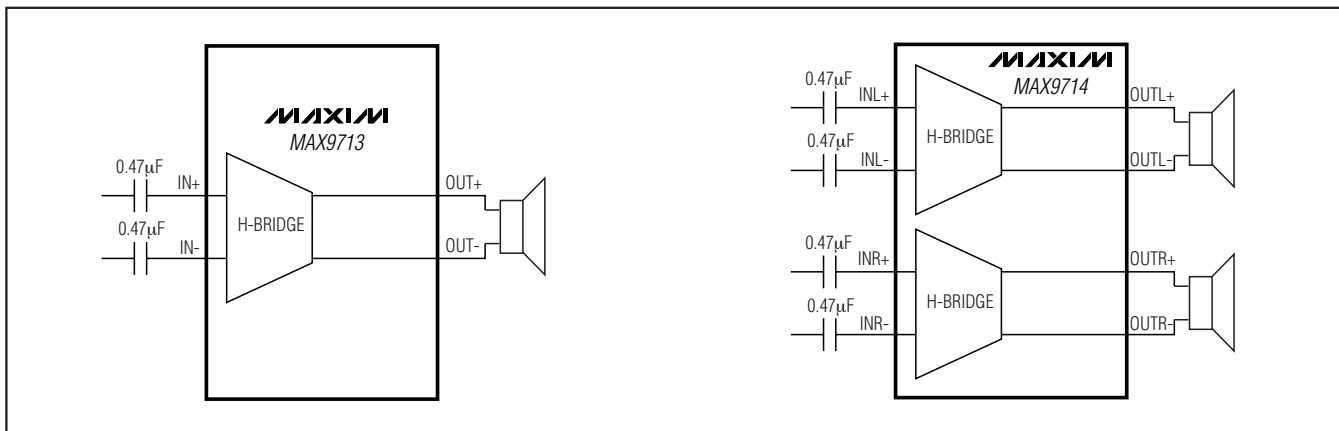 MAXIM
MAX9713
0.47µF
IN+
0.47µF
IN-
H-BRIDGE
OUT+
OUT-
MAXIM
MAX9714
0.47µF
INL+
0.47µF
INL-
H-BRIDGE
OUTL+
OUTL-
0.47µF
INR+
0.47µF
INR-
H-BRIDGE
OUTR+
OUTR-